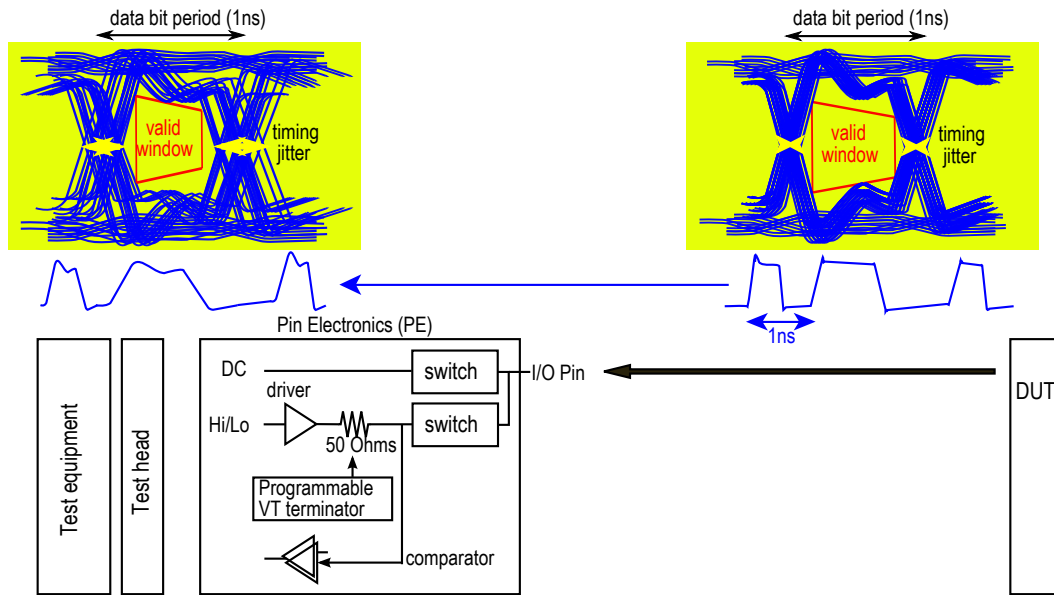 data bit period (1ns)
data bit period (1ns)
valid
window
timing
jitter
valid
window
timing
jitter
1ns
Pin Electronics (PE)
Test equipment
Test head
DC
switch
I/O Pin
driver
Hi/Lo
switch
50 Ohms
Programmable
VT terminator
comparator
DUT